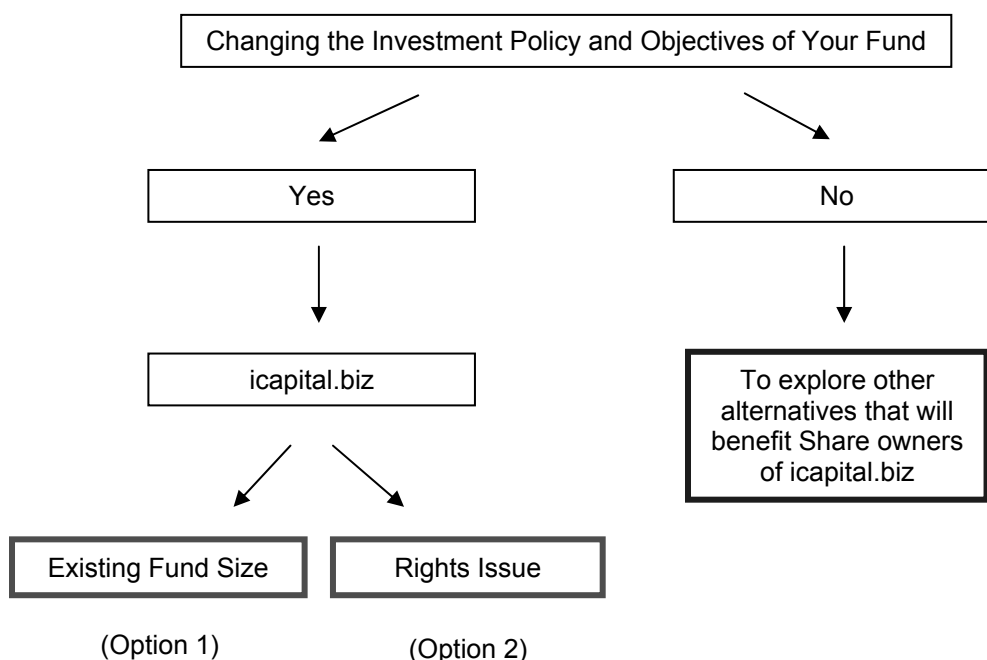 Changing the Investment Policy and Objectives of Your Fund
Yes
No
icapital.biz
To explore other
alternatives that will
benefit Share owners
of icapital.biz
Existing Fund Size
Rights Issue
(Option 1)
(Option 2)